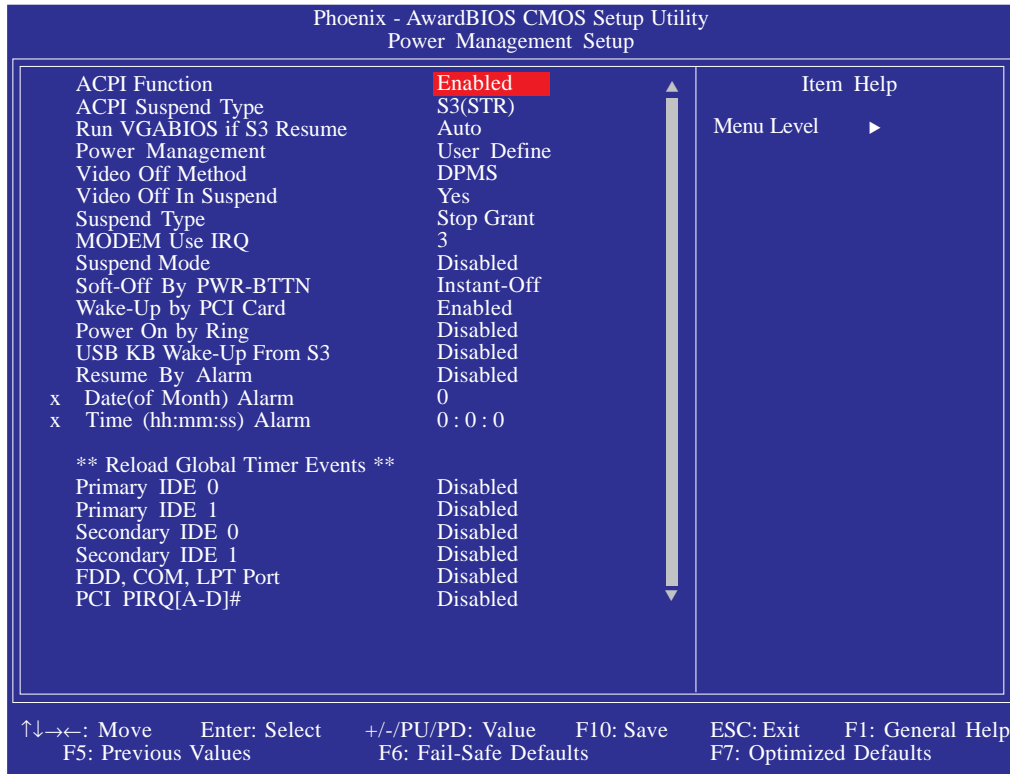 Phoenix - AwardBIOS CMOS Setup Utility
Power Management Setup
ACPI Function Enabled
ACPI Suspend Type S3(STR)
Run VGABIOS if S3 Resume Auto
Power Management User Define
Video Off Method DPMS
Video Off In Suspend Yes
Suspend Type Stop Grant
MODEM Use IRQ 3
Suspend Mode Disabled
Soft-Off By PWR-BTTN Instant-Off
Wake-Up by PCI Card Enabled
Power On by Ring Disabled
USB KB Wake-Up From S3 Disabled
Resume By Alarm Disabled
x Date(of Month) Alarm 0
x Time (hh:mm:ss) Alarm 0 : 0 : 0
** Reload Global Timer Events **
Primary IDE 0 Disabled
Primary IDE 1 Disabled
Secondary IDE 0 Disabled
Secondary IDE 1 Disabled
FDD, COM, LPT Port Disabled
PCI PIRQ[A-D]# Disabled
Item Help
Menu Level ▶
↑↓→←: Move Enter: Select +/-/PU/PD: Value F10: Save ESC: Exit F1: General Help
F5: Previous Values F6: Fail-Safe Defaults F7: Optimized Defaults